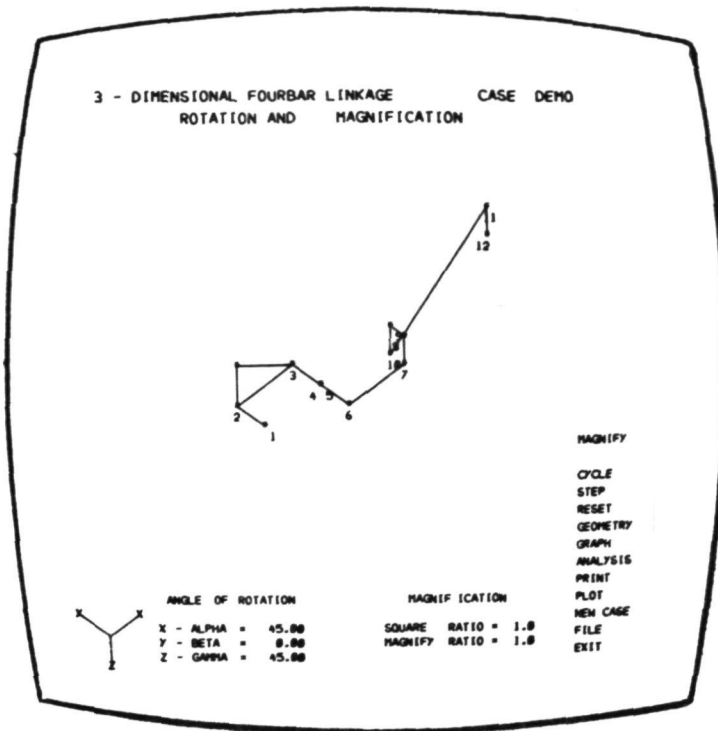 3 - DIMENSIONAL FOURBAR LINKAGE CASE DEMO
ROTATION AND MAGNIFICATION
1
12
10
7
3
4 5
6
2
1
MAGNIFY
CYCLE
STEP
RESET
GEOMETRY
GRAPH
ANALYSIS
PRINT
PLOT
NEW CASE
FILE
EXIT
X X
Z
ANGLE OF ROTATION
X - ALPHA = 45.00
Y - BETA = 0.00
Z - GAMMA = 45.00
MAGNIF ICATION
SQUARE RATIO = 1.0
MAGNIFY RATIO = 1.0